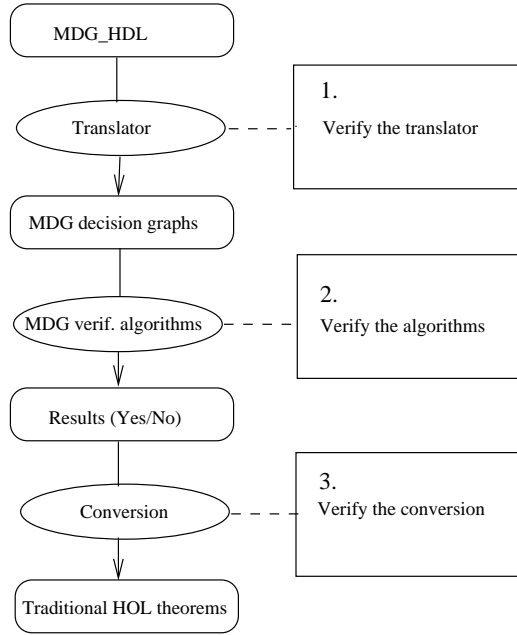 MDG_HDL
1.
Translator
Verify the translator
MDG decision graphs
2.
MDG verif. algorithms
Verify the algorithms
Results (Yes/No)
3.
Conversion
Verify the conversion
Traditional HOL theorems